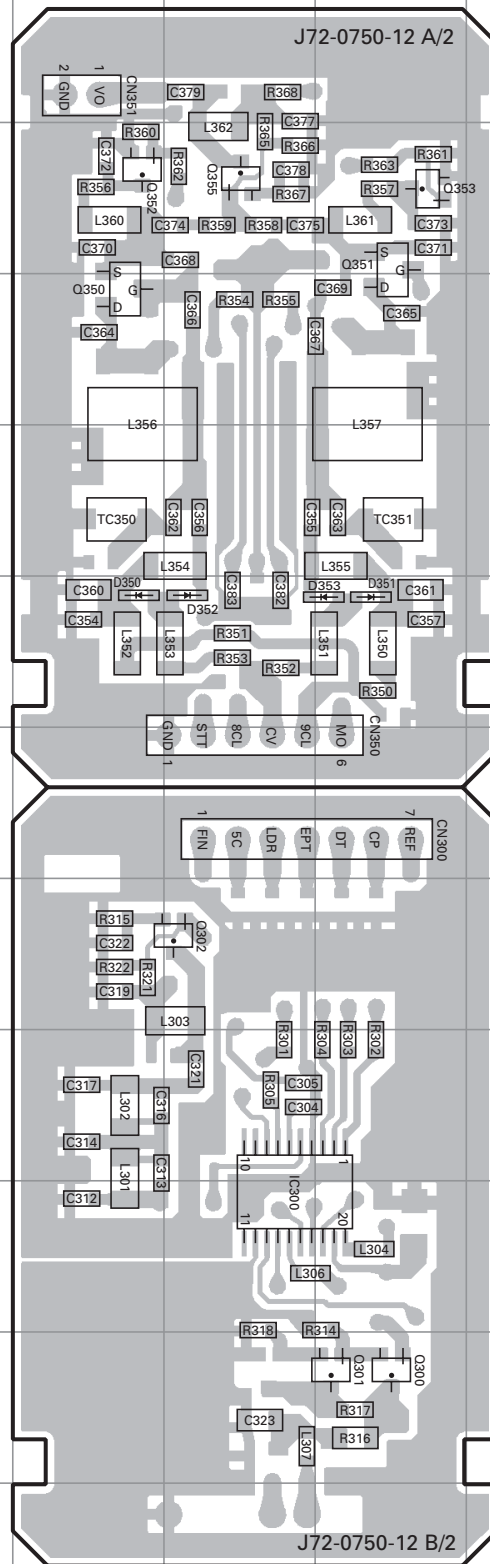 J72-0750-12 A/2
2 GND
1 VO
CN351
C379
R368
L362
R365
C377
R366
R360
C372
Q352
R362
Q355
C378
R367
R363
R361
R356
R357
Q353
L360
C374
R359
R358
C375
L361
C373
C370
C368
Q351
S
G
D
C371
Q350
S
G
D
C369
C366
R354
R355
C365
C364
C367
L356
L357
TC350
C362
C356
C355
C363
TC351
L354
L355
C360
D350
D352
C383
C382
D353
D351
C361
C354
L352
L353
R351
R353
R352
L351
L350
C357
R350
CN350
GND 1
STT
8CL
CV
9CL
MO 6
1 FIN
5C
LDR
EPT
DT
CP
7 REF
CN300
R315
Q302
C322
R322
R321
C319
L303
R301
R304
R303
R302
C321
C317
L302
C316
R305
C305
C304
C314
L301
C313
10
1
IC300
11
20
C312
L304
L306
R318
R314
Q301
Q300
R317
C323
L307
R316
J72-0750-12 B/2